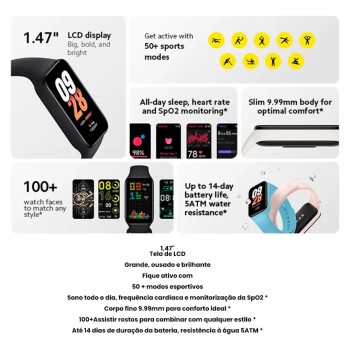 1.47" LCD display
Big, bold, and
bright
09
28
Get active with
50+ sports
modes
All-day sleep, heart rate
and SpO2 monitoring*
98%
78
Slim 9.99mm body for
optimal comfort*
100+
watch faces
to match any
style*
Up to 14-day
battery life,
5ATM water
resistance*
1,47"
Tela de LCD
Grande, ousado e brilhante
Fique ativo com
50 + modos esportivos
Sono todo o dia, frequência cardíaca e monitorização da SpO2 *
Corpo fino 9.99mm para conforto ideal *
100+Assistir rostos para combinar com qualquer estilo *
Até 14 dias de duração da bateria, resistência à água 5ATM *